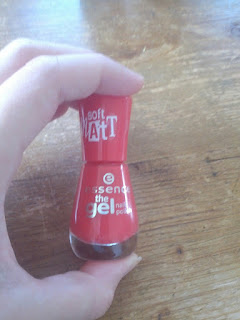 soft
MATT
e
essence
the
gel nail
polish